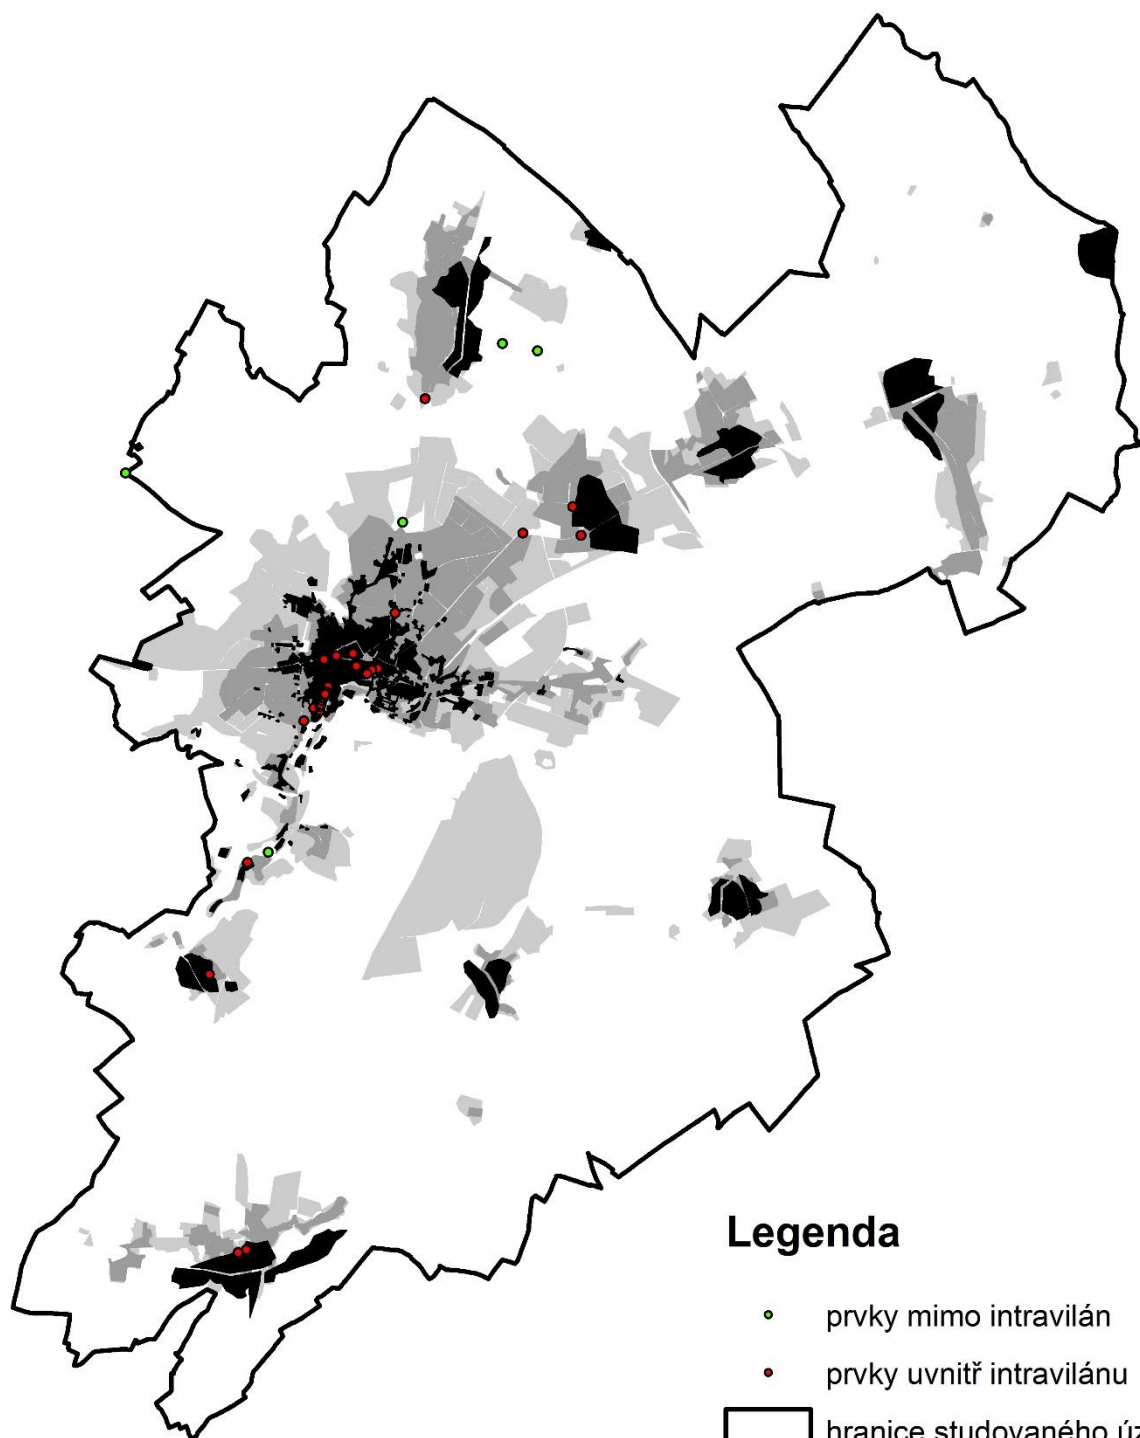 Legenda
prvky mimo intravilán
prvky uvnitř intravilánu
hranice studovaného